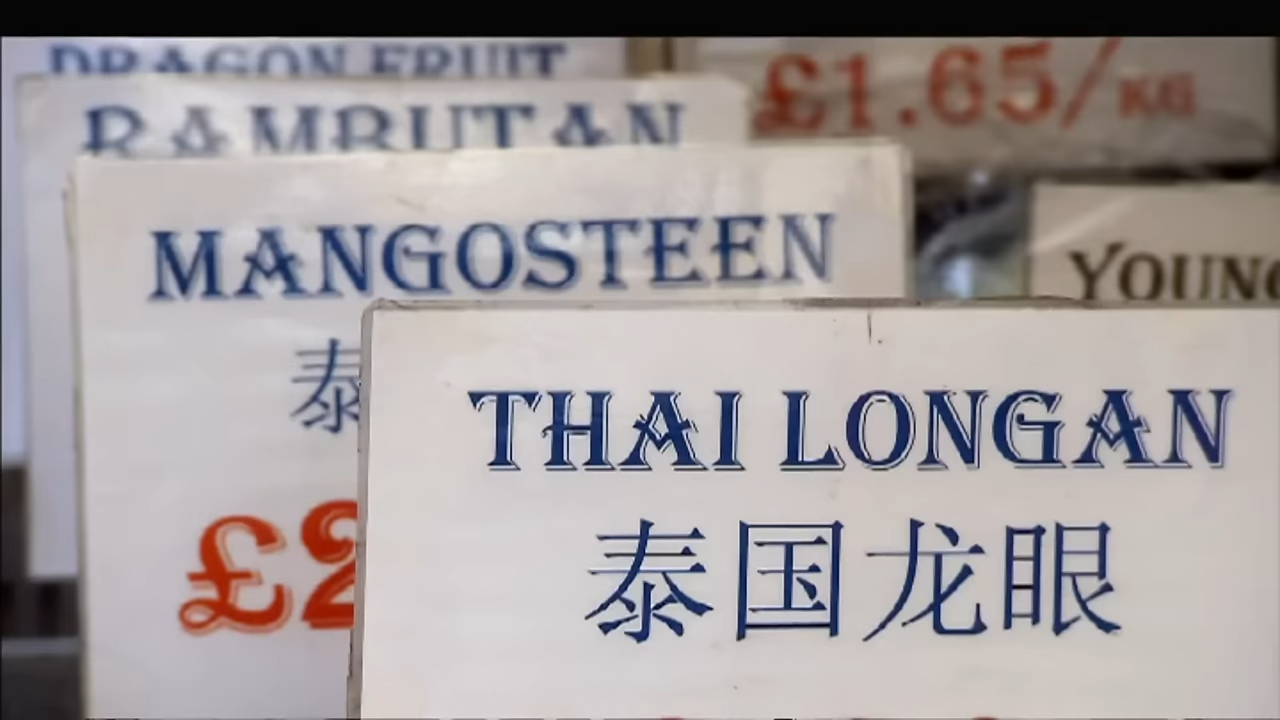 DRAGON FRUIT
RAMBUTAN
£1.65/KG
MANGOSTEEN
泰
£2
YOUNG
THAI LONGAN
泰国龙眼